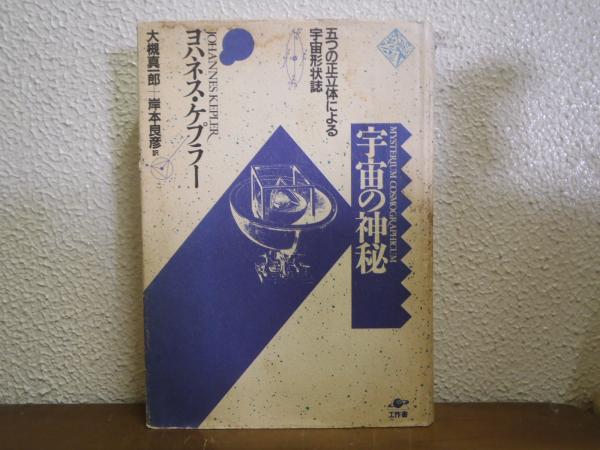 宇宙の神秘
MYSTERIUM COSMOGRAPHICUM
五つの正立体による
宇宙形状誌
JOHANNES KEPLER
ヨハネス・ケプラー
大槻真一郎＋岸本良彦 訳
工作舎